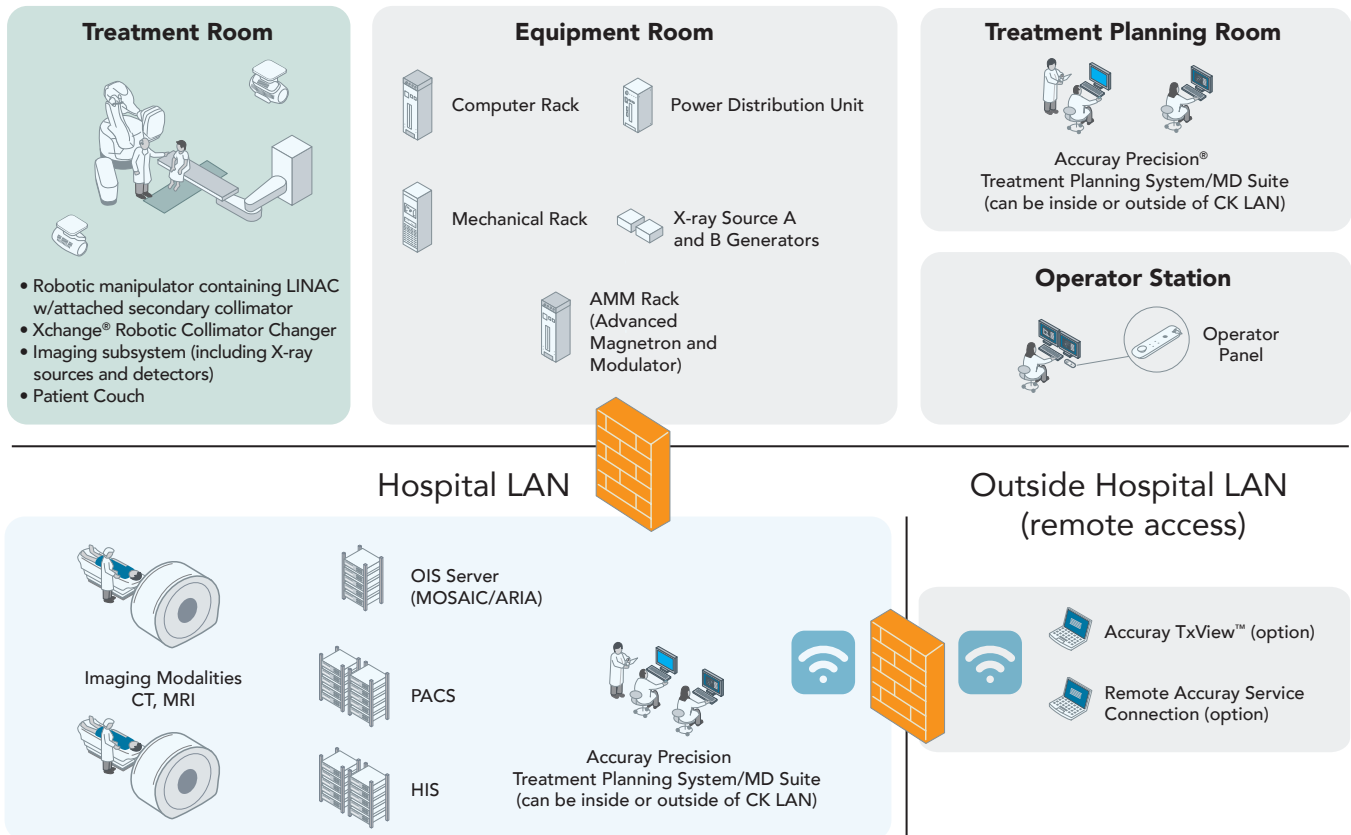 Treatment Room
• Robotic manipulator containing LINAC
w/attached secondary collimator
• Xchange® Robotic Collimator Changer
• Imaging subsystem (including X-ray
sources and detectors)
• Patient Couch
Equipment Room
Computer Rack
Power Distribution Unit
Mechanical Rack
X-ray Source A
and B Generators
AMM Rack
(Advanced
Magnetron and
Modulator)
Treatment Planning Room
Accuray Precision®
Treatment Planning System/MD Suite
(can be inside or outside of CK LAN)
Operator Station
Operator
Panel
Hospital LAN
Imaging Modalities
CT, MRI
OIS Server
(MOSAIC/ARIA)
PACS
HIS
Accuray Precision
Treatment Planning System/MD Suite
(can be inside or outside of CK LAN)
Outside Hospital LAN
(remote access)
Accuray TxView™ (option)
Remote Accuray Service
Connection (option)